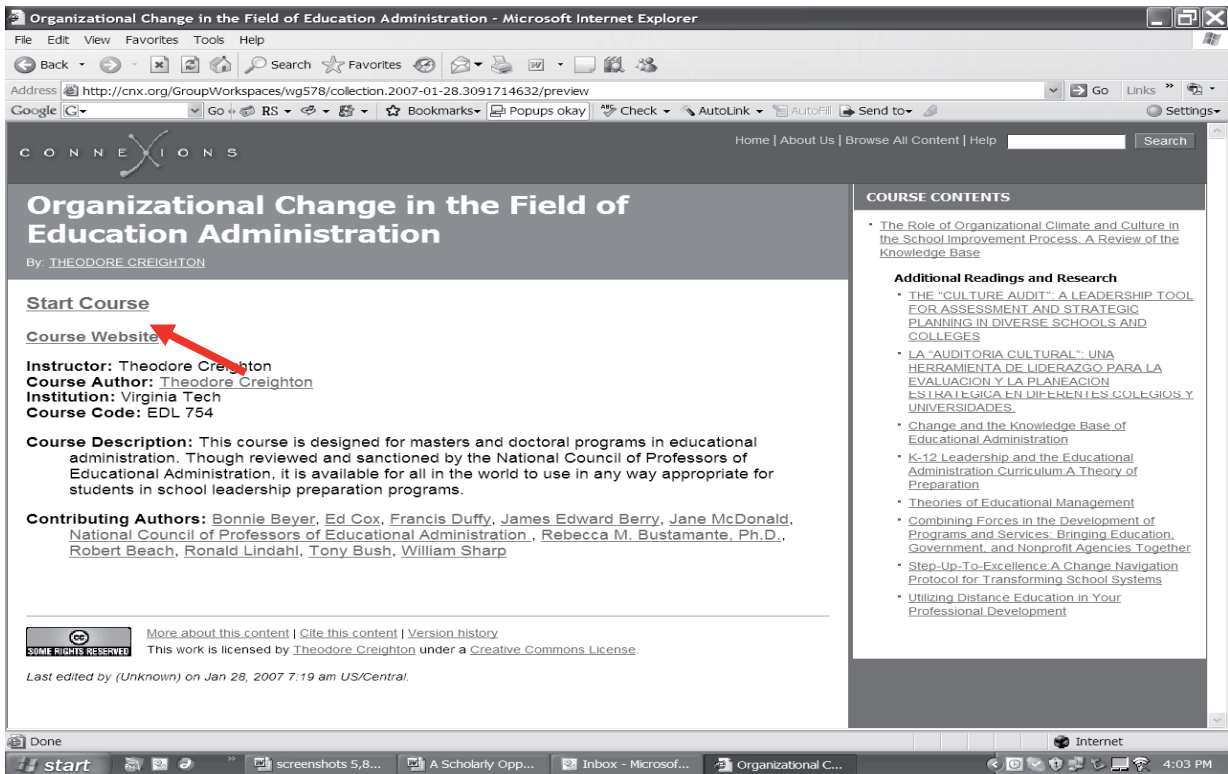 Organizational Change in the Field of Education Administration - Microsoft Internet Explorer
File Edit View Favorites Tools Help
Back Search Favorites
Address http://cnx.org/GroupWorkspaces/wg578/collection.2007-01-28.3091714632/preview Go Links »
Google G Go RS Bookmarks Popups okay Check AutoLink AutoFill Send to Settings
CONNEXIONS
Home | About Us | Browse All Content | Help Search
Organizational Change in the Field of
Education Administration
By: THEODORE CREIGHTON
Start Course
Course Website
Instructor: Theodore Creighton
Course Author: Theodore Creighton
Institution: Virginia Tech
Course Code: EDL 754
Course Description: This course is designed for masters and doctoral programs in educational
administration. Though reviewed and sanctioned by the National Council of Professors of
Educational Administration, it is available for all in the world to use in any way appropriate for
students in school leadership preparation programs.
Contributing Authors: Bonnie Beyer, Ed Cox, Francis Duffy, James Edward Berry, Jane McDonald,
National Council of Professors of Educational Administration , Rebecca M. Bustamante, Ph.D.,
Robert Beach, Ronald Lindahl, Tony Bush, William Sharp
cc
SOME RIGHTS RESERVED
More about this content | Cite this content | Version history
This work is licensed by Theodore Creighton under a Creative Commons License.
Last edited by (Unknown) on Jan 28, 2007 7:19 am US/Central.
COURSE CONTENTS
The Role of Organizational Climate and Culture in
the School Improvement Process: A Review of the
Knowledge Base
Additional Readings and Research
THE "CULTURE AUDIT": A LEADERSHIP TOOL
FOR ASSESSMENT AND STRATEGIC
PLANNING IN DIVERSE SCHOOLS AND
COLLEGES
LA "AUDITORIA CULTURAL": UNA
HERRAMIENTA DE LIDERAZGO PARA LA
EVALUACION Y LA PLANEACION
ESTRATEGICA EN DIFERENTES COLEGIOS Y
UNIVERSIDADES.
Change and the Knowledge Base of
Educational Administration
K-12 Leadership and the Educational
Administration Curriculum:A Theory of
Preparation
Theories of Educational Management
Combining Forces in the Development of
Programs and Services: Bringing Education,
Government, and Nonprofit Agencies Together
Step-Up-To-Excellence:A Change Navigation
Protocol for Transforming School Systems
Utilizing Distance Education in Your
Professional Development
Done Internet
start » screenshots 5,8... A Scholarly Opp... Inbox - Microsof... Organizational C... 4:03 PM